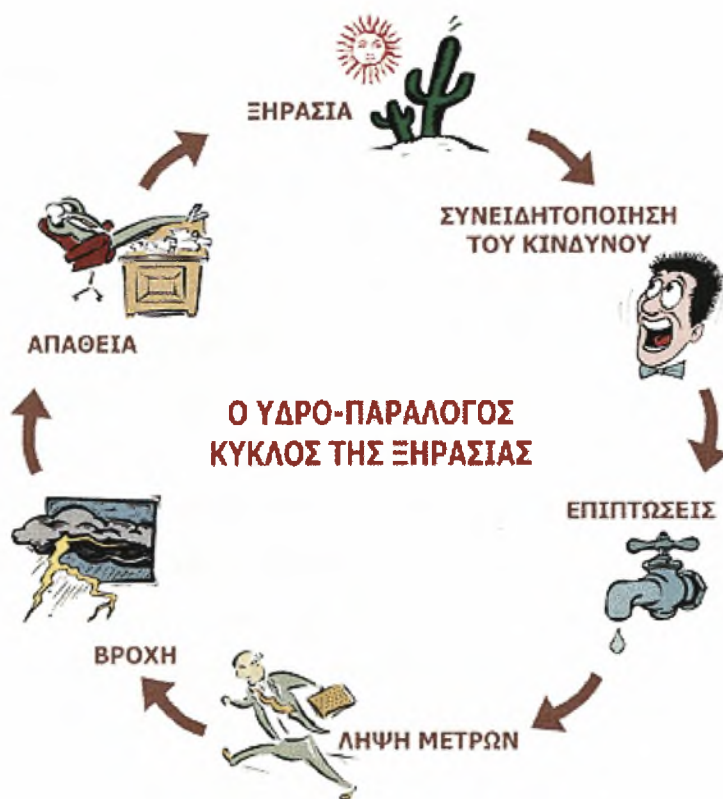 ΞΗΡΑΣΙΑ
ΣΥΝΕΙΔΗΤΟΠΟΙΗΣΗ
ΤΟΥ ΚΙΝΔΥΝΟΥ
ΑΠΑΘΕΙΑ
Ο ΥΔΡΟ-ΠΑΡΑΛΟΓΟΣ
ΚΥΚΛΟΣ ΤΗΣ ΞΗΡΑΣΙΑΣ
ΕΠΙΠΤΩΣΕΙΣ
ΒΡΟΧΗ
ΛΗΨΗ ΜΕΤΡΩΝ